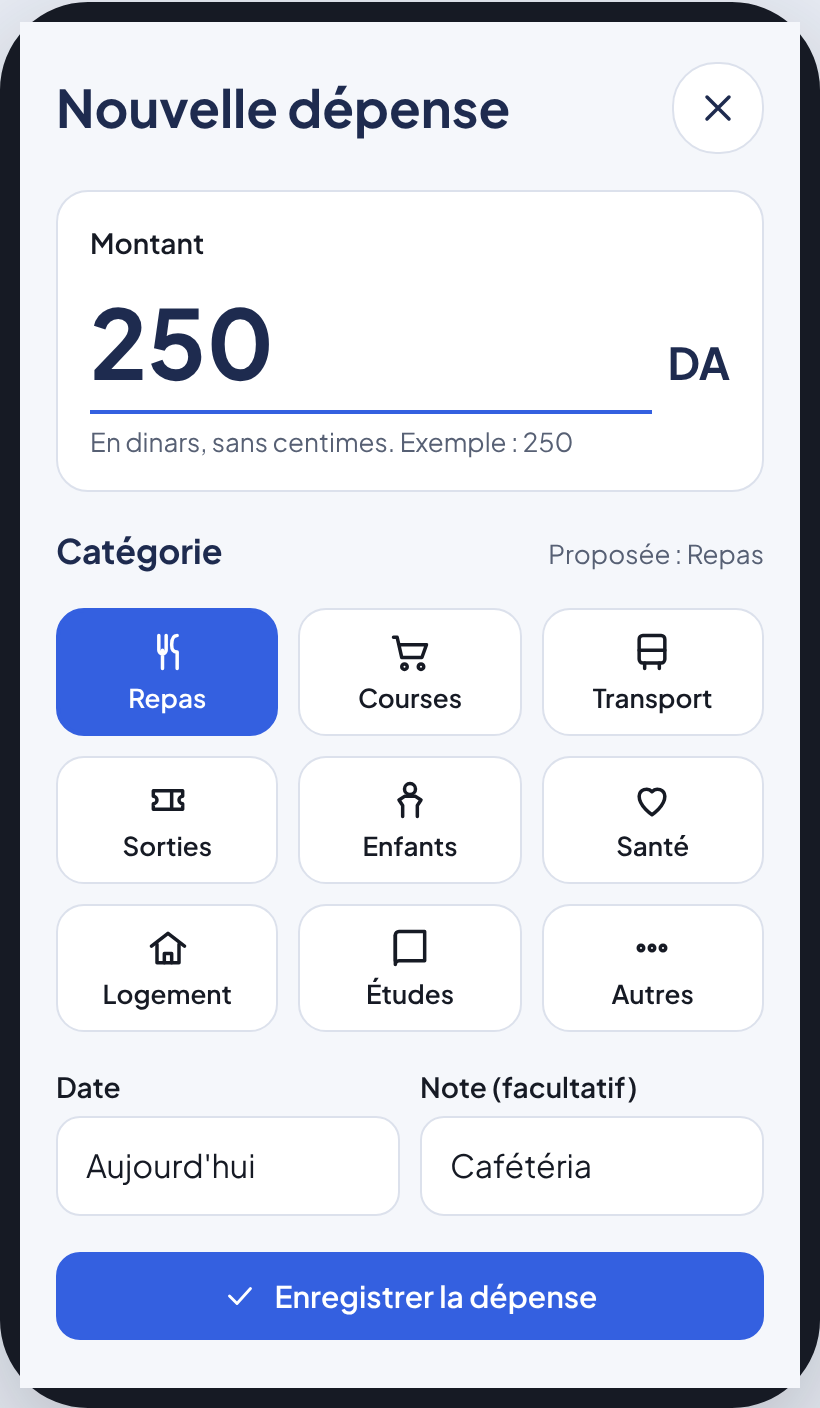 Nouvelle dépense
Montant
250
DA
En dinars, sans centimes. Exemple : 250
Catégorie
Proposée : Repas
Repas
Courses
Transport
Sorties
Enfants
Santé
Logement
Études
Autres
Date
Note (facultatif)
Aujourd'hui
Cafétéria
Enregistrer la dépense